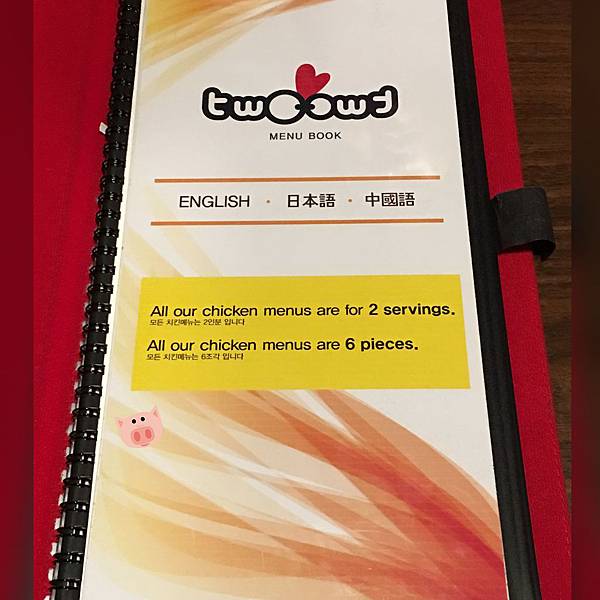 twoowt
MENU BOOK
ENGLISH · 日本語 · 中國語
All our chicken menus are for 2 servings.
모든 치킨메뉴는 2인분 입니다
All our chicken menus are 6 pieces.
모든 치킨메뉴는 6조각 입니다